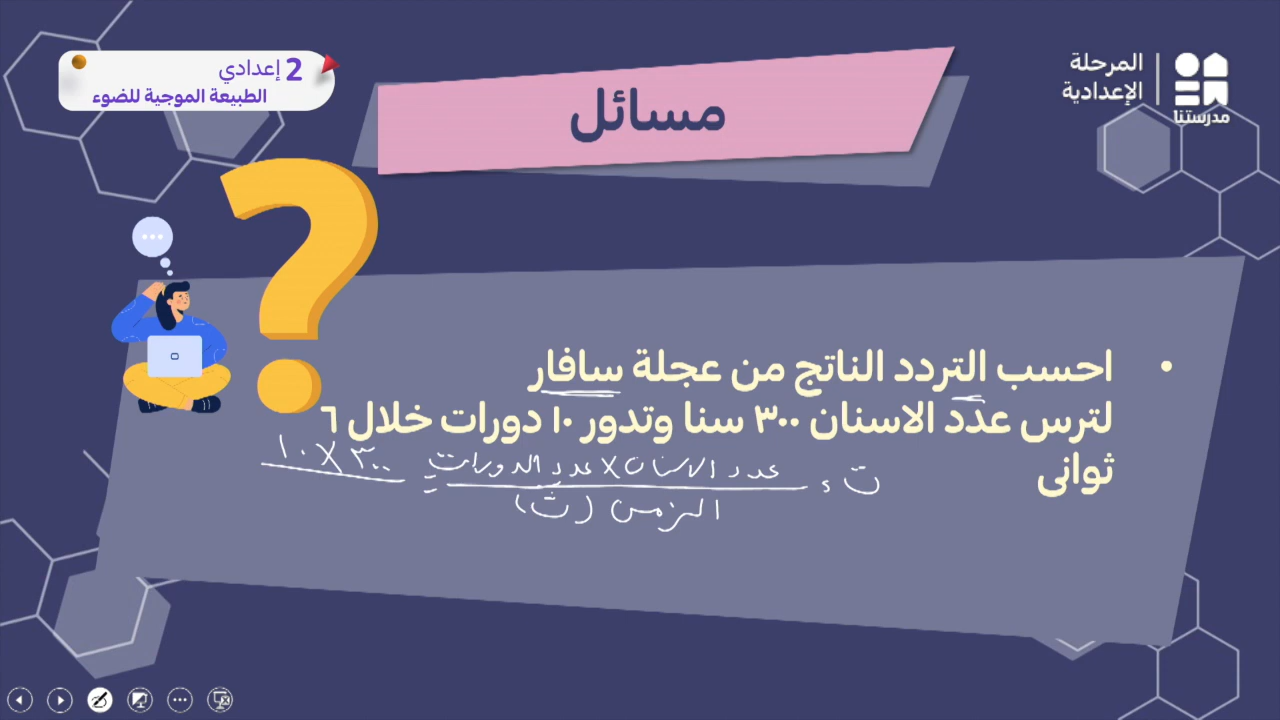 المرحلة
الإعدادية
مدرستنا
2 إعدادي
الطبيعة الموجية للضوء
مسائل
• احسب التردد الناتج من عجلة سافار
لترس عدد الاسنان ٣٠٠ سنا وتدور ١٠ دورات خلال ٦
ثوانى
ت = عدد الاسنان × عدد الدورات = ٣٠٠ × ١٠
الزمن (ث)